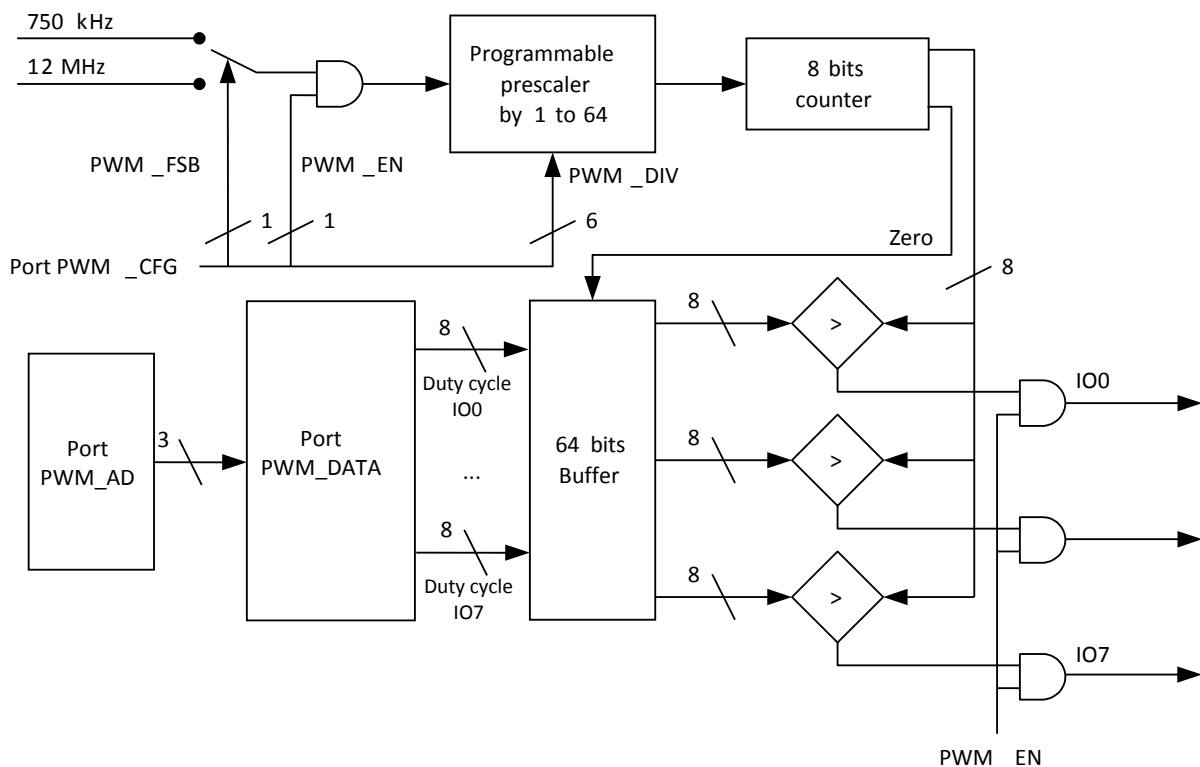 750 kHz
12 MHz
Programmable
prescaler
by 1 to 64
8 bits
counter
PWM _FSB
PWM _EN
PWM _DIV
1
1
6
Zero
Port PWM _CFG
8
Port
PWM_AD
3
Port
PWM_DATA
8
Duty cycle
IO0
...
8
Duty cycle
IO7
64 bits
Buffer
8
>
IO0
8
>
8
>
IO7
PWM _EN